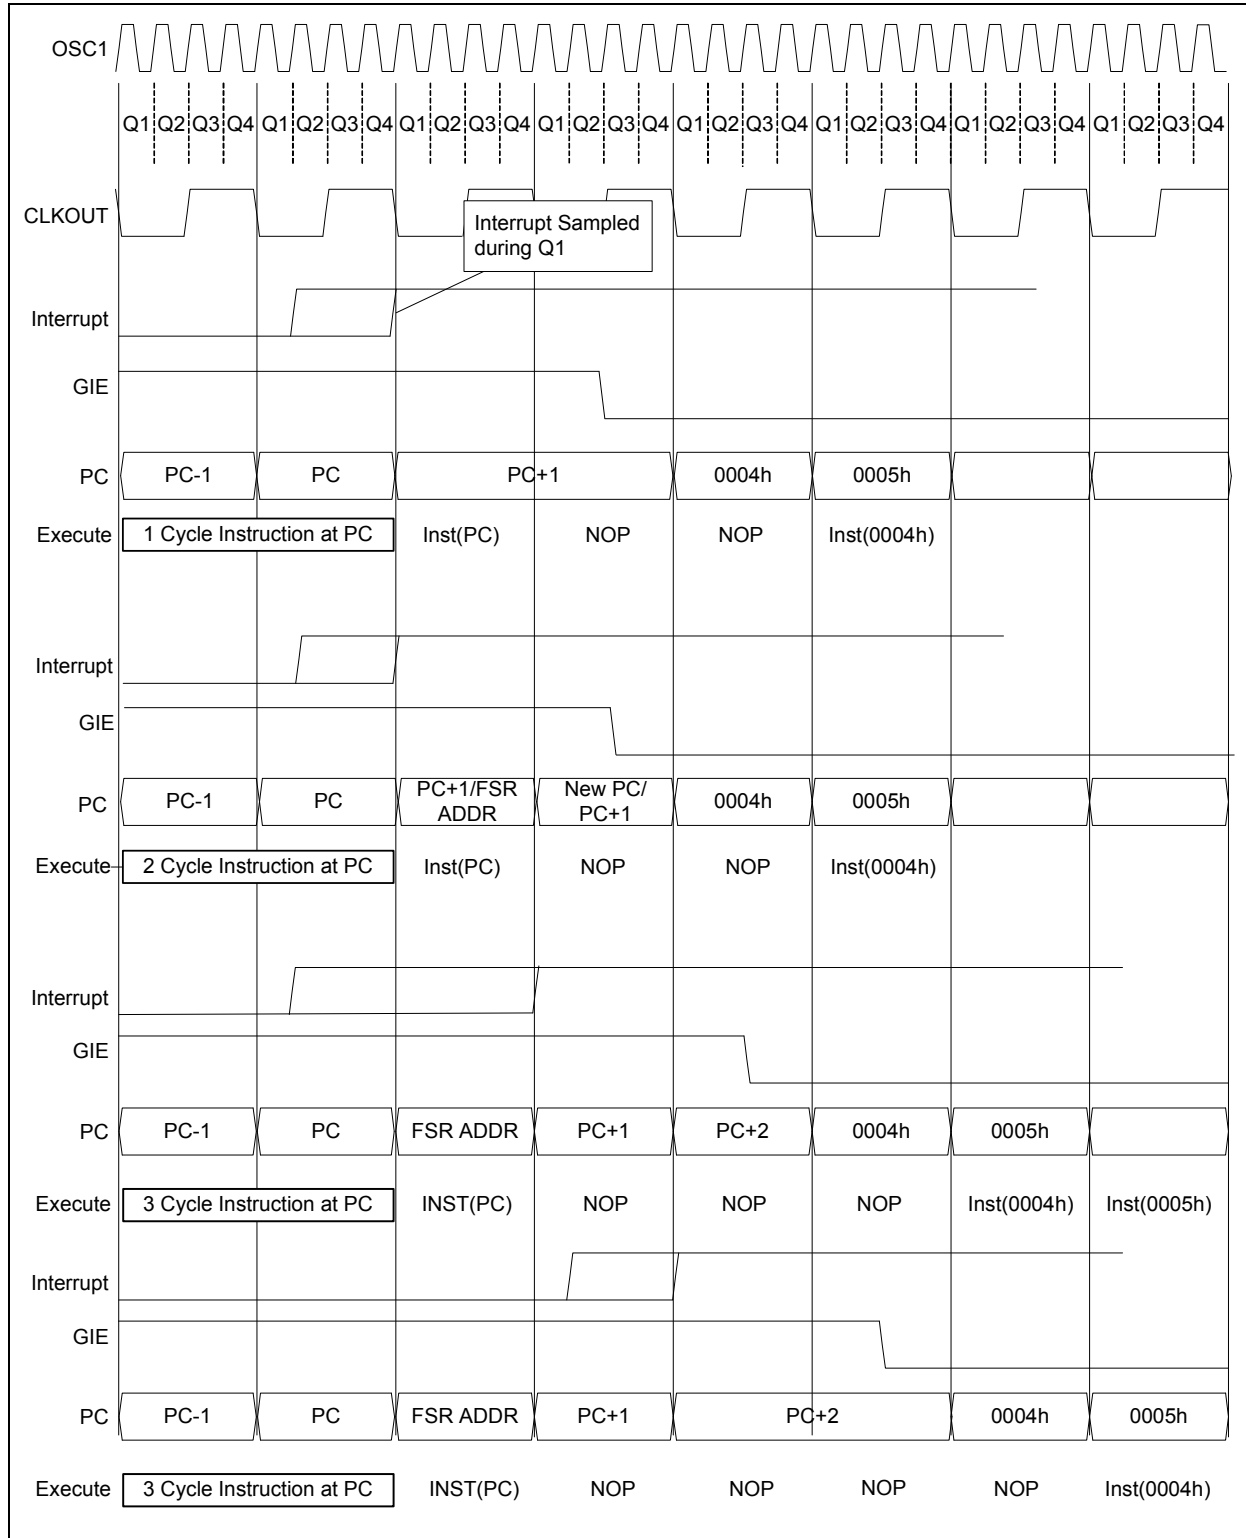 OSC1
Q1 Q2 Q3 Q4 Q1 Q2 Q3 Q4 Q1 Q2 Q3 Q4 Q1 Q2 Q3 Q4 Q1 Q2 Q3 Q4 Q1 Q2 Q3 Q4 Q1 Q2 Q3 Q4 Q1 Q2 Q3 Q4
CLKOUT
Interrupt Sampled
during Q1
Interrupt
GIE
PC PC-1 PC PC+1 0004h 0005h
Execute 1 Cycle Instruction at PC Inst(PC) NOP NOP Inst(0004h)
Interrupt
GIE
PC PC-1 PC PC+1/FSR ADDR New PC/ PC+1 0004h 0005h
Execute 2 Cycle Instruction at PC Inst(PC) NOP NOP Inst(0004h)
Interrupt
GIE
PC PC-1 PC FSR ADDR PC+1 PC+2 0004h 0005h
Execute 3 Cycle Instruction at PC INST(PC) NOP NOP NOP Inst(0004h) Inst(0005h)
Interrupt
GIE
PC PC-1 PC FSR ADDR PC+1 PC+2 0004h 0005h
Execute 3 Cycle Instruction at PC INST(PC) NOP NOP NOP NOP Inst(0004h)